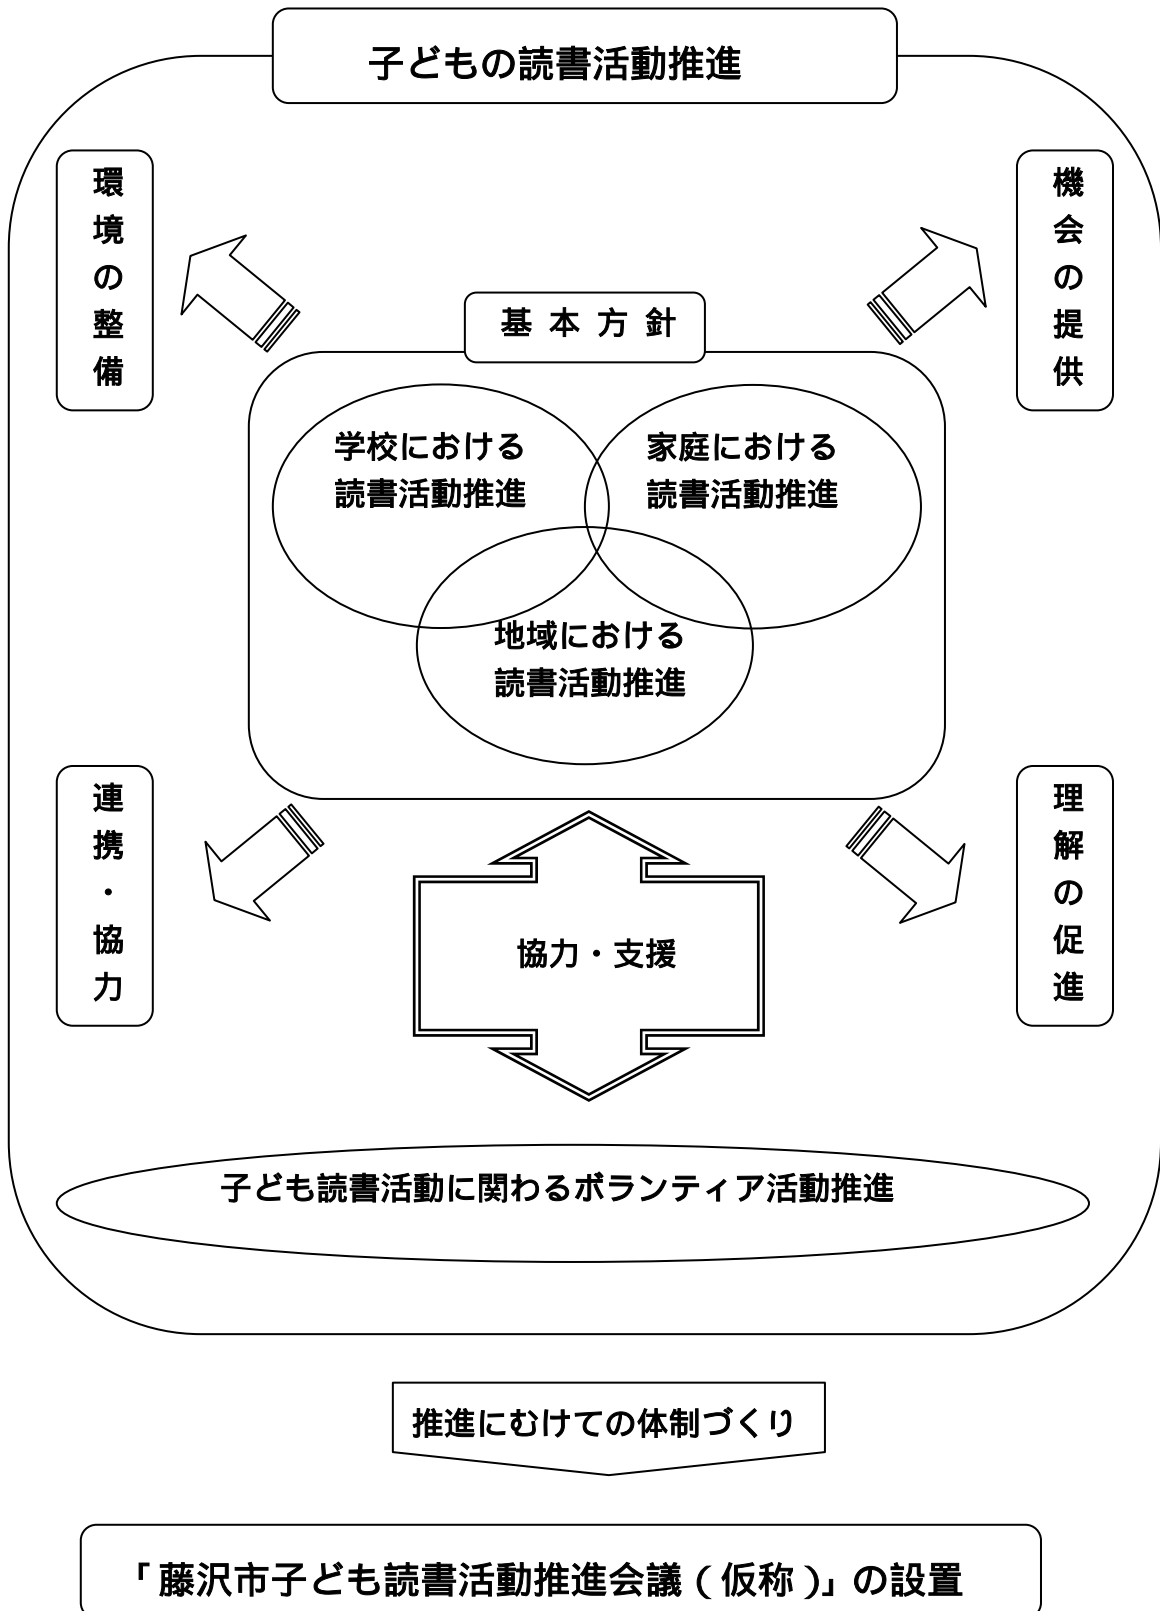 子どもの読書活動推進
環境の整備
機会の提供
基本方針
学校における
読書活動推進
家庭における
読書活動推進
地域における
読書活動推進
連携・協力
理解の促進
協力・支援
子ども読書活動に関わるボランティア活動推進
推進にむけての体制づくり
「藤沢市子ども読書活動推進会議(仮称)」の設置